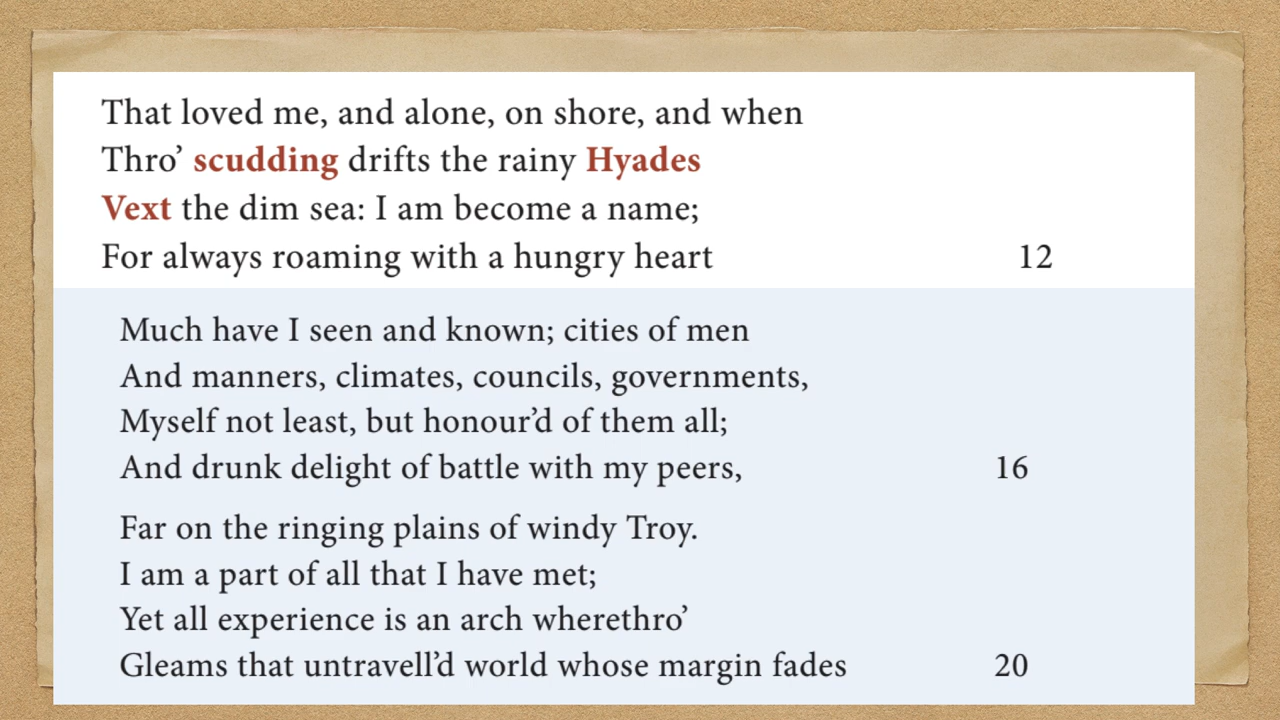 That loved me, and alone, on shore, and when
Thro’ scudding drifts the rainy Hyades
Vext the dim sea: I am become a name;
For always roaming with a hungry heart 12
Much have I seen and known; cities of men
And manners, climates, councils, governments,
Myself not least, but honour’d of them all;
And drunk delight of battle with my peers, 16
Far on the ringing plains of windy Troy.
I am a part of all that I have met;
Yet all experience is an arch wherethro’
Gleams that untravell’d world whose margin fades 20